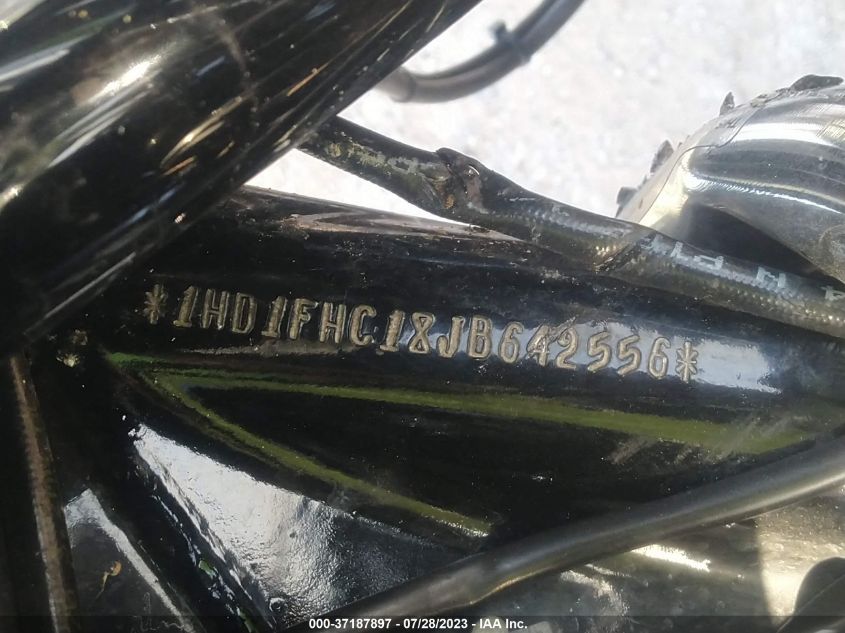 *1HD1FHC18JB642556*
000-37187897 / 07/28/2023 - IAA Inc.